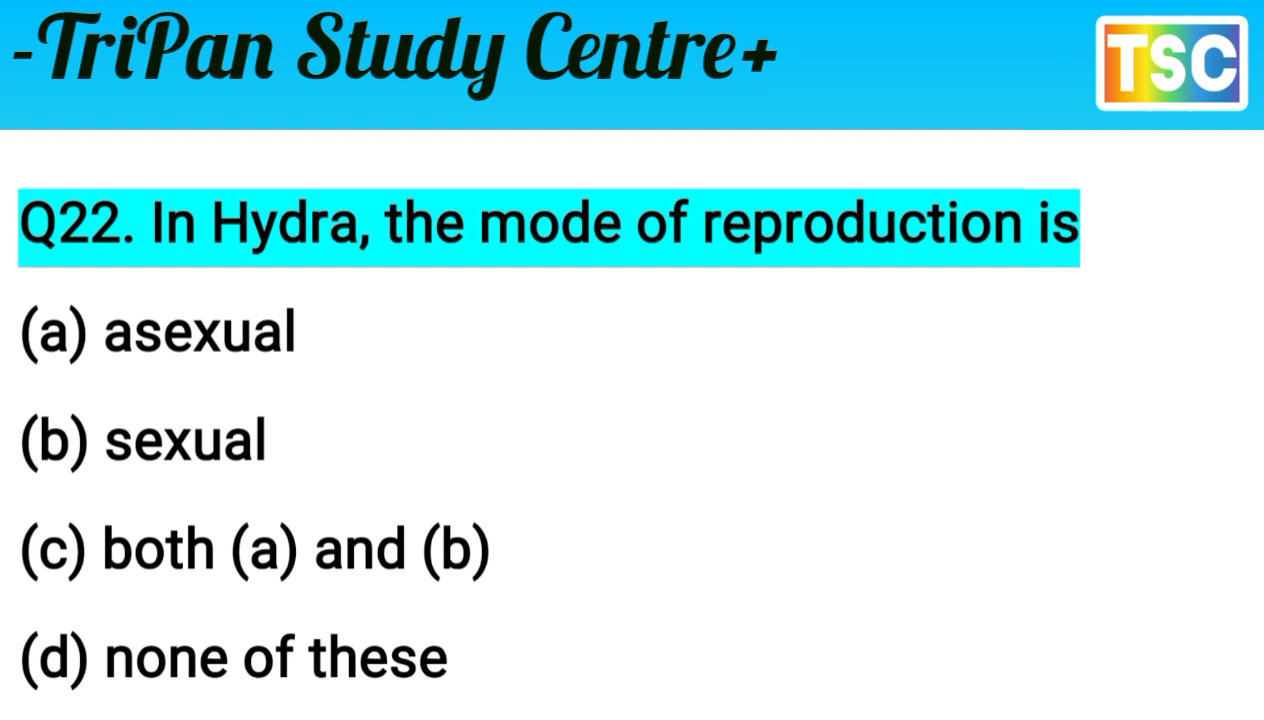 -TriPan Study Centre+
TSC
Q22. In Hydra, the mode of reproduction is
(a) asexual
(b) sexual
(c) both (a) and (b)
(d) none of these